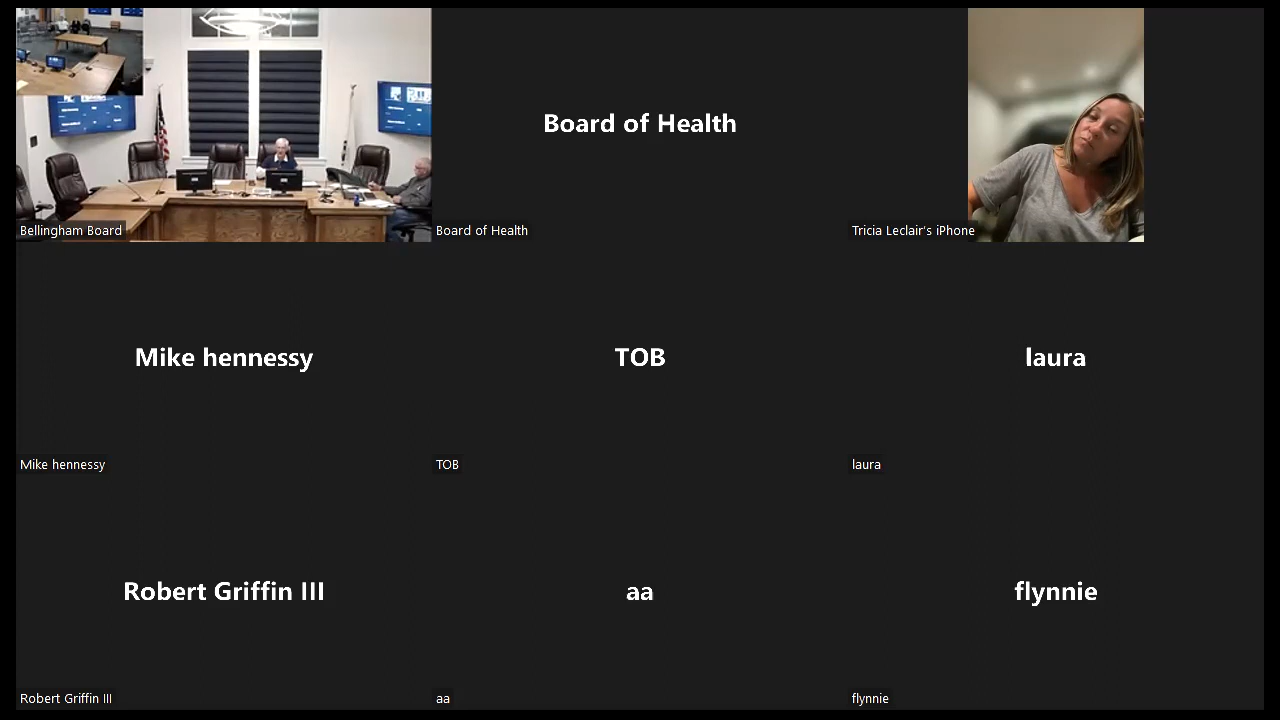 Bellingham Board
Board of Health
Board of Health
Tricia Leclair's iPhone
Mike hennessy
Mike hennessy
TOB
TOB
laura
laura
Robert Griffin III
Robert Griffin III
aa
aa
flynnie
flynnie